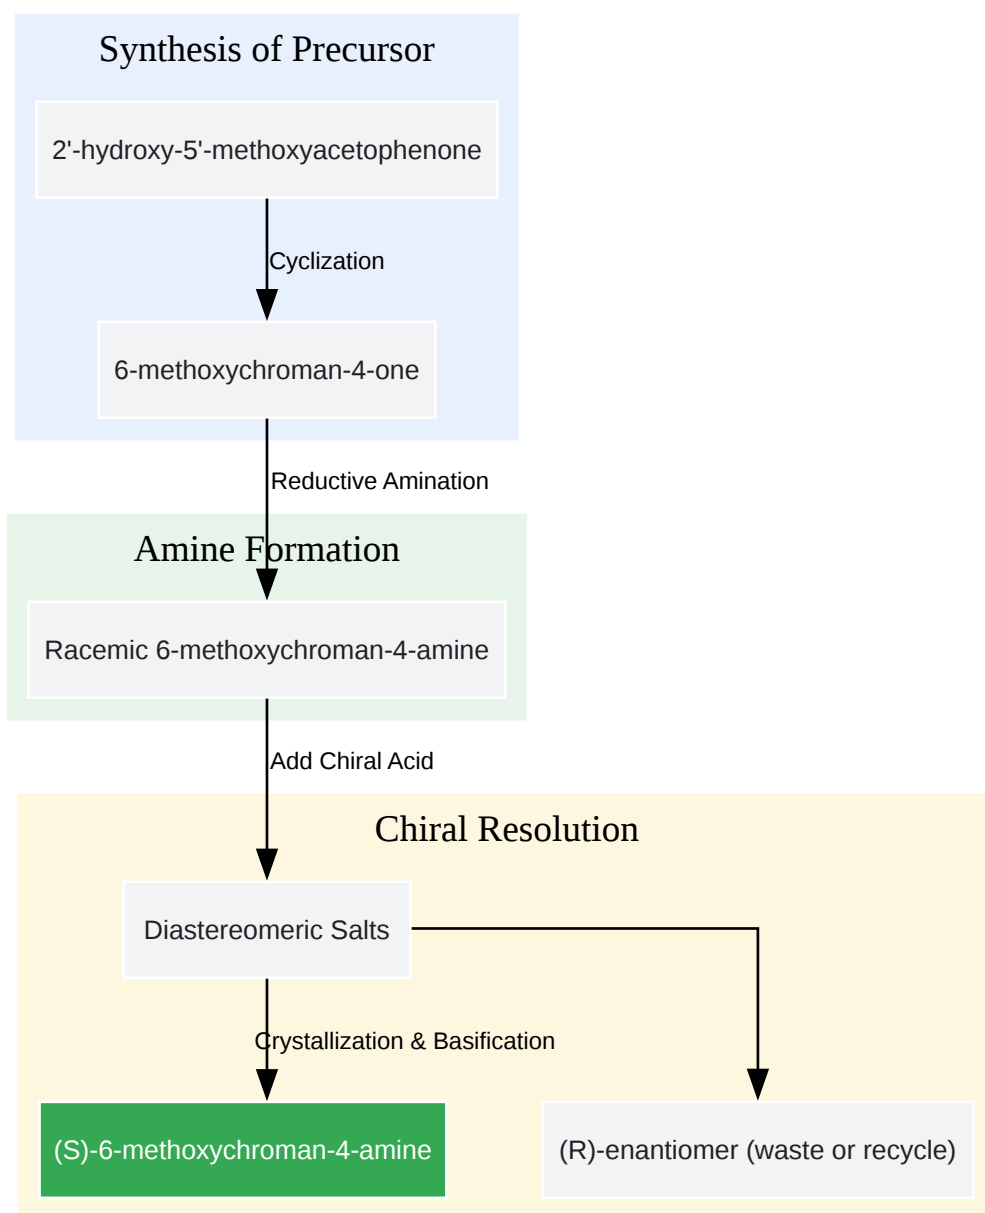 Synthesis of Precursor
2'-hydroxy-5'-methoxyacetophenone
Cyclization
6-methoxychroman-4-one
Reductive Amination
Amine Formation
Racemic 6-methoxychroman-4-amine
Add Chiral Acid
Chiral Resolution
Diastereomeric Salts
Crystallization & Basification
(S)-6-methoxychroman-4-amine
(R)-enantiomer (waste or recycle)